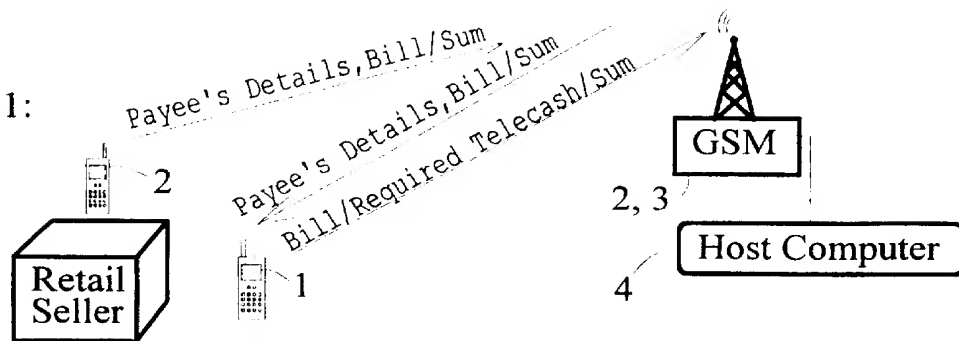 Payee's Details,Bill/Sum
1:
Payee's Details,Bill/Sum
Bill/Required Telecash/Sum
2
GSM
2, 3
Retail
Seller
1
Host Computer
4